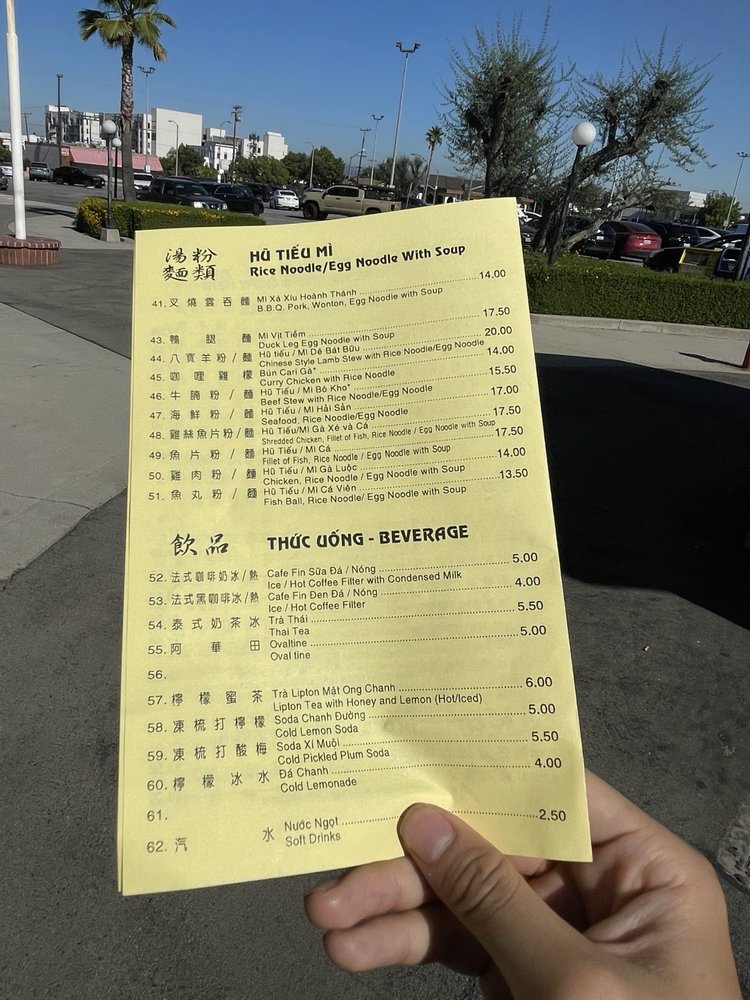 湯粉
麵類
HŨ TIẾU MÌ
Rice Noodle/Egg Noodle With Soup
41. 叉燒雲吞麵 Mì Xá Xíu Hoành Thánh 14.00
B.B.Q. Pork, Wonton, Egg Noodle with Soup
43. 鴨腿麵 Mì Vịt Tiềm 17.50
Duck Leg Egg Noodle with Soup
44. 八寶羊粉/麵 Hũ tiếu / Mì Dê Bát Bửu 20.00
Chinese Style Lamb Stew with Rice Noodle/Egg Noodle
45. 咖喱雞檬 Bún Cari Gà* 14.00
Curry Chicken with Rice Noodle
46. 牛腩粉/麵 Hũ Tiếu / Mì Bò Kho* 15.50
Beef Stew with Rice Noodle/Egg Noodle
47. 海鮮粉/麵 Hũ Tiếu / Mì Hải Sản 17.00
Seafood, Rice Noodle/Egg Noodle
48. 雞絲魚片粉/麵 Hũ Tiếu/Mì Gà Xé và Cá 17.50
Shredded Chicken, Fillet of Fish, Rice Noodle / Egg Noodle with Soup
49. 魚片粉/麵 Hũ Tiếu / Mì Cá 17.50
Fillet of Fish, Rice Noodle / Egg Noodle with Soup
50. 雞肉粉/麵 Hũ Tiếu / Mì Gà Luộc 14.00
Chicken, Rice Noodle / Egg Noodle with Soup
51. 魚丸粉/麵 Hũ Tiếu / Mì Cá Viên 13.50
Fish Ball, Rice Noodle/ Egg Noodle with Soup
飲品 THỨC UỐNG - BEVERAGE
52. 法式咖啡奶冰/熱 Cafe Fin Sữa Đá / Nóng 5.00
Ice / Hot Coffee Filter with Condensed Milk
53. 法式黑咖啡冰/熱 Cafe Fin Đen Đá / Nóng 4.00
Ice / Hot Coffee Filter
54. 泰式奶茶冰 Trà Thái 5.50
Thai Tea
55. 阿華田 Ovaltine 5.00
Oval tine
56.
57. 檸檬蜜茶 Trà Lipton Mật Ong Chanh 6.00
Lipton Tea with Honey and Lemon (Hot/Iced)
58. 凍梳打檸檬 Soda Chanh Đường 5.00
Cold Lemon Soda
59. 凍梳打酸梅 Soda Xí Muội 5.50
Cold Pickled Plum Soda
60. 檸檬冰水 Đá Chanh 4.00
Cold Lemonade
61.
62. 汽水 Nước Ngọt 2.50
Soft Drinks